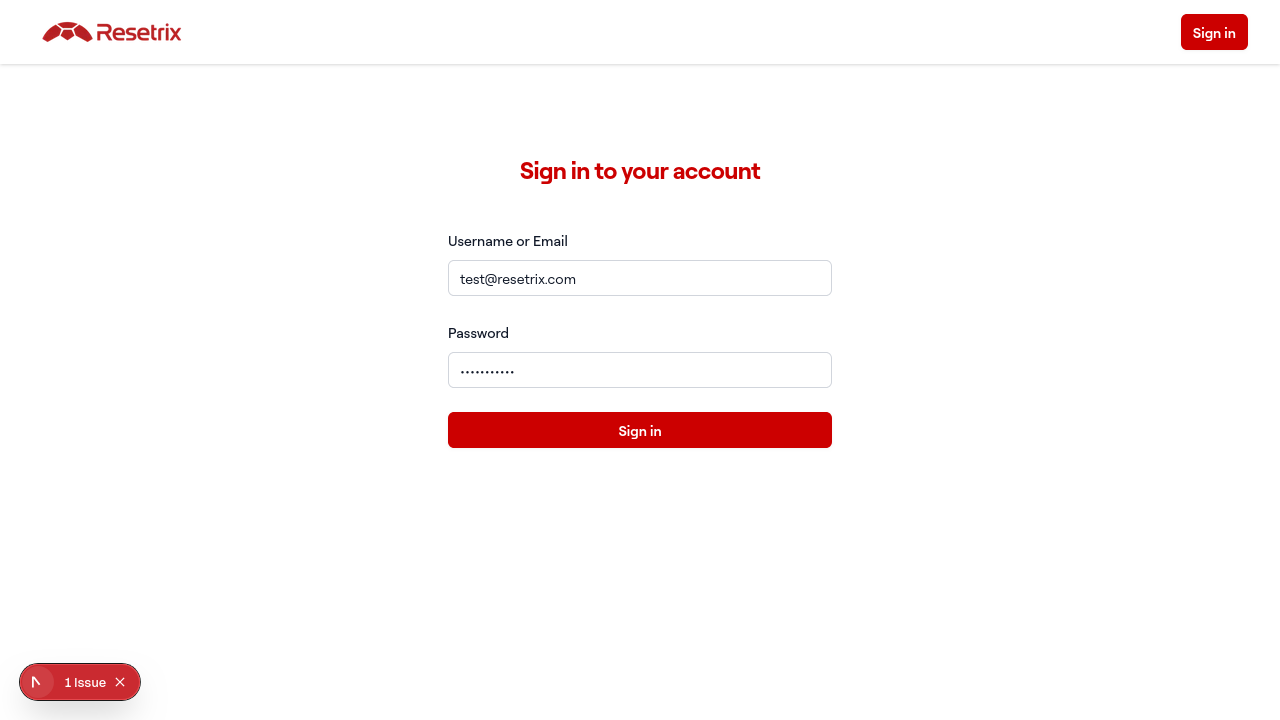 Resetrix
Sign in
Sign in to your account
Username or Email
test@resetrix.com
Password
•••••••••••
Sign in
1 Issue